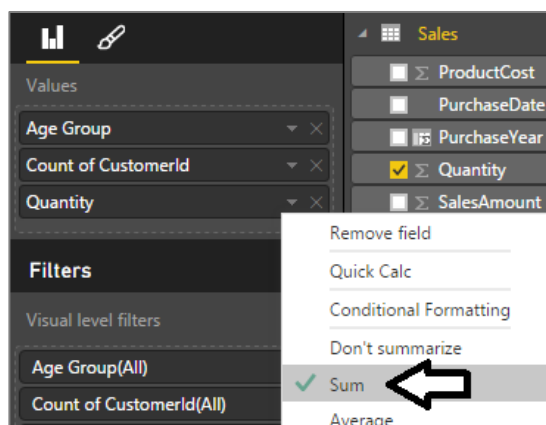 Values
Age Group
Count of CustomerId
Quantity
Filters
Visual level filters
Age Group(All)
Count of CustomerId(All)
Sales
Σ ProductCost
PurchaseDate
PurchaseYear
Σ Quantity
Σ SalesAmount
Remove field
Quick Calc
Conditional Formatting
Don't summarize
Sum
Average